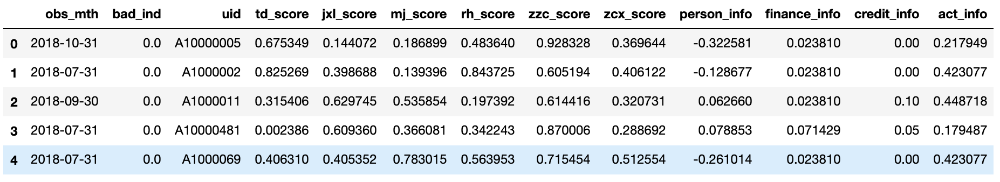 obs_mth bad_ind uid td_score jxl_score mj_score rh_score zzc_score zcx_score person_info finance_info credit_info act_info
0 2018-10-31 0.0 A10000005 0.675349 0.144072 0.186899 0.483640 0.928328 0.369644 -0.322581 0.023810 0.00 0.217949
1 2018-07-31 0.0 A1000002 0.825269 0.398688 0.139396 0.843725 0.605194 0.406122 -0.128677 0.023810 0.00 0.423077
2 2018-09-30 0.0 A1000011 0.315406 0.629745 0.535854 0.197392 0.614416 0.320731 0.062660 0.023810 0.10 0.448718
3 2018-07-31 0.0 A10000481 0.002386 0.609360 0.366081 0.342243 0.870006 0.288692 0.078853 0.071429 0.05 0.179487
4 2018-07-31 0.0 A1000069 0.406310 0.405352 0.783015 0.563953 0.715454 0.512554 -0.261014 0.023810 0.00 0.423077